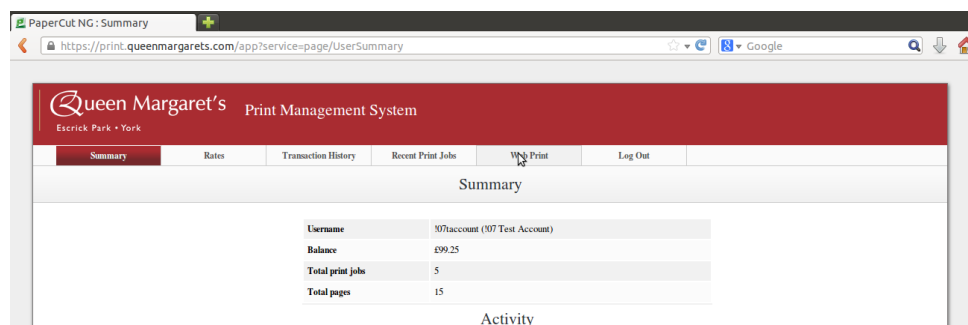 PaperCut NG : Summary
https://print.queenmargarets.com/app?service=page/UserSummary
Google
Queen Margaret's Print Management System
Escrick Park • York
Summary Rates Transaction History Recent Print Jobs Web Print Log Out
Summary
Username !07taccount (!07 Test Account)
Balance £99.25
Total print jobs 5
Total pages 15
Activity